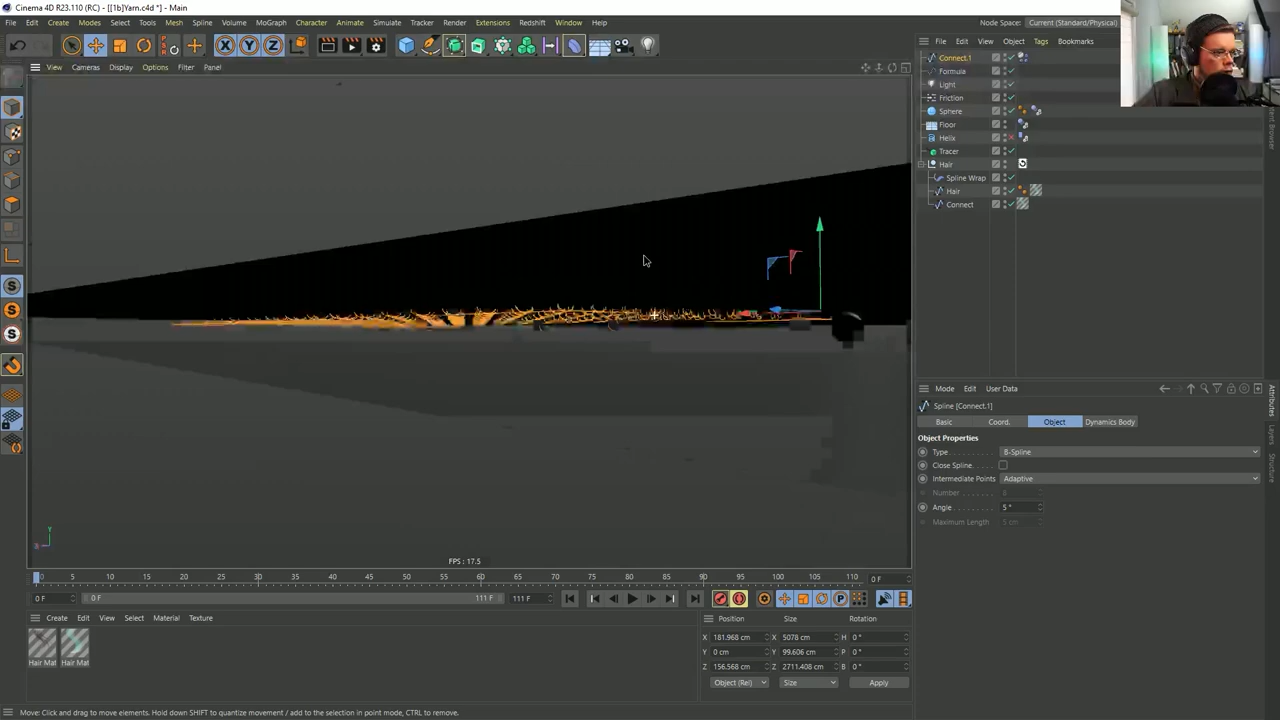 Cinema 4D R23.110 (RC) - [[1b]Yarn.c4d *] - Main
File Edit Create Modes Select Tools Mesh Spline Volume MoGraph Character Animate Simulate Tracker Render Extensions Redshift Window Help
Node Space: Current (Standard/Physical)
View Cameras Display Options Filter Panel
File Edit View Object Tags Bookmarks
Connect.1
Formula
Light
Friction
Sphere
Floor
Helix
Tracer
Hair
Spline Wrap
Hair
Connect
Mode Edit User Data
Spline [Connect.1]
Basic Coord. Object Dynamics Body
Object Properties
Type B-Spline
Close Spline
Intermediate Points Adaptive
Number 8
Angle 5 °
Maximum Length 5 cm
Attributes
Layers
Structure
Y
FPS : 17.5
0 5 10 15 20 25 30 35 40 45 50 55 60 65 70 75 80 85 90 95 100 105 110
0 F
0 F 0 F 111 F 111 F
Create Edit View Select Material Texture
Hair Mat Hair Mat
Position Size Rotation
X 181.968 cm X 5078 cm H 0 °
Y 0 cm Y 99.606 cm P 0 °
Z 156.568 cm Z 2711.408 cm B 0 °
Object (Rel) Size Apply
Move: Click and drag to move elements. Hold down SHIFT to quantize movement / add to the selection in point mode, CTRL to remove.